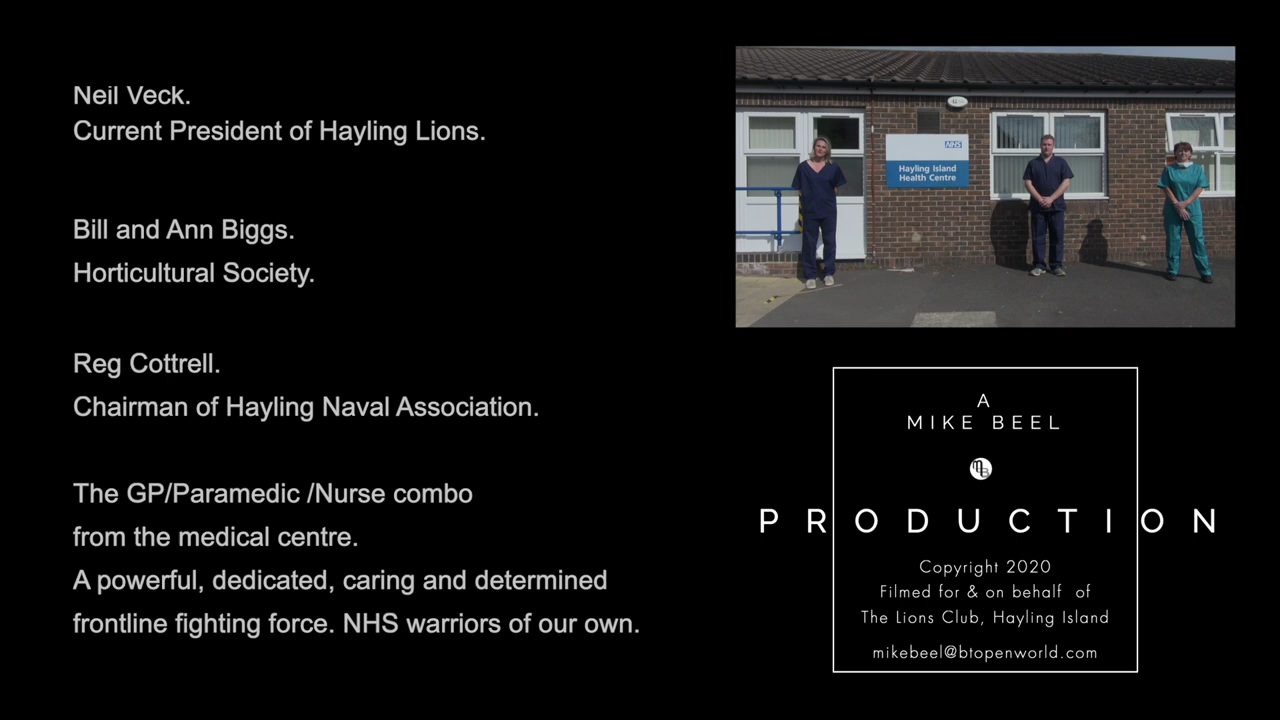 Neil Veck.
Current President of Hayling Lions.
Bill and Ann Biggs.
Horticultural Society.
Reg Cottrell.
Chairman of Hayling Naval Association.
The GP/Paramedic /Nurse combo
from the medical centre.
A powerful, dedicated, caring and determined
frontline fighting force. NHS warriors of our own.
NHS
Hayling Island
Health Centre
A
MIKE BEEL
PRODUCTION
Copyright 2020
Filmed for & on behalf of
The Lions Club, Hayling Island
mikebeel@btopenworld.com